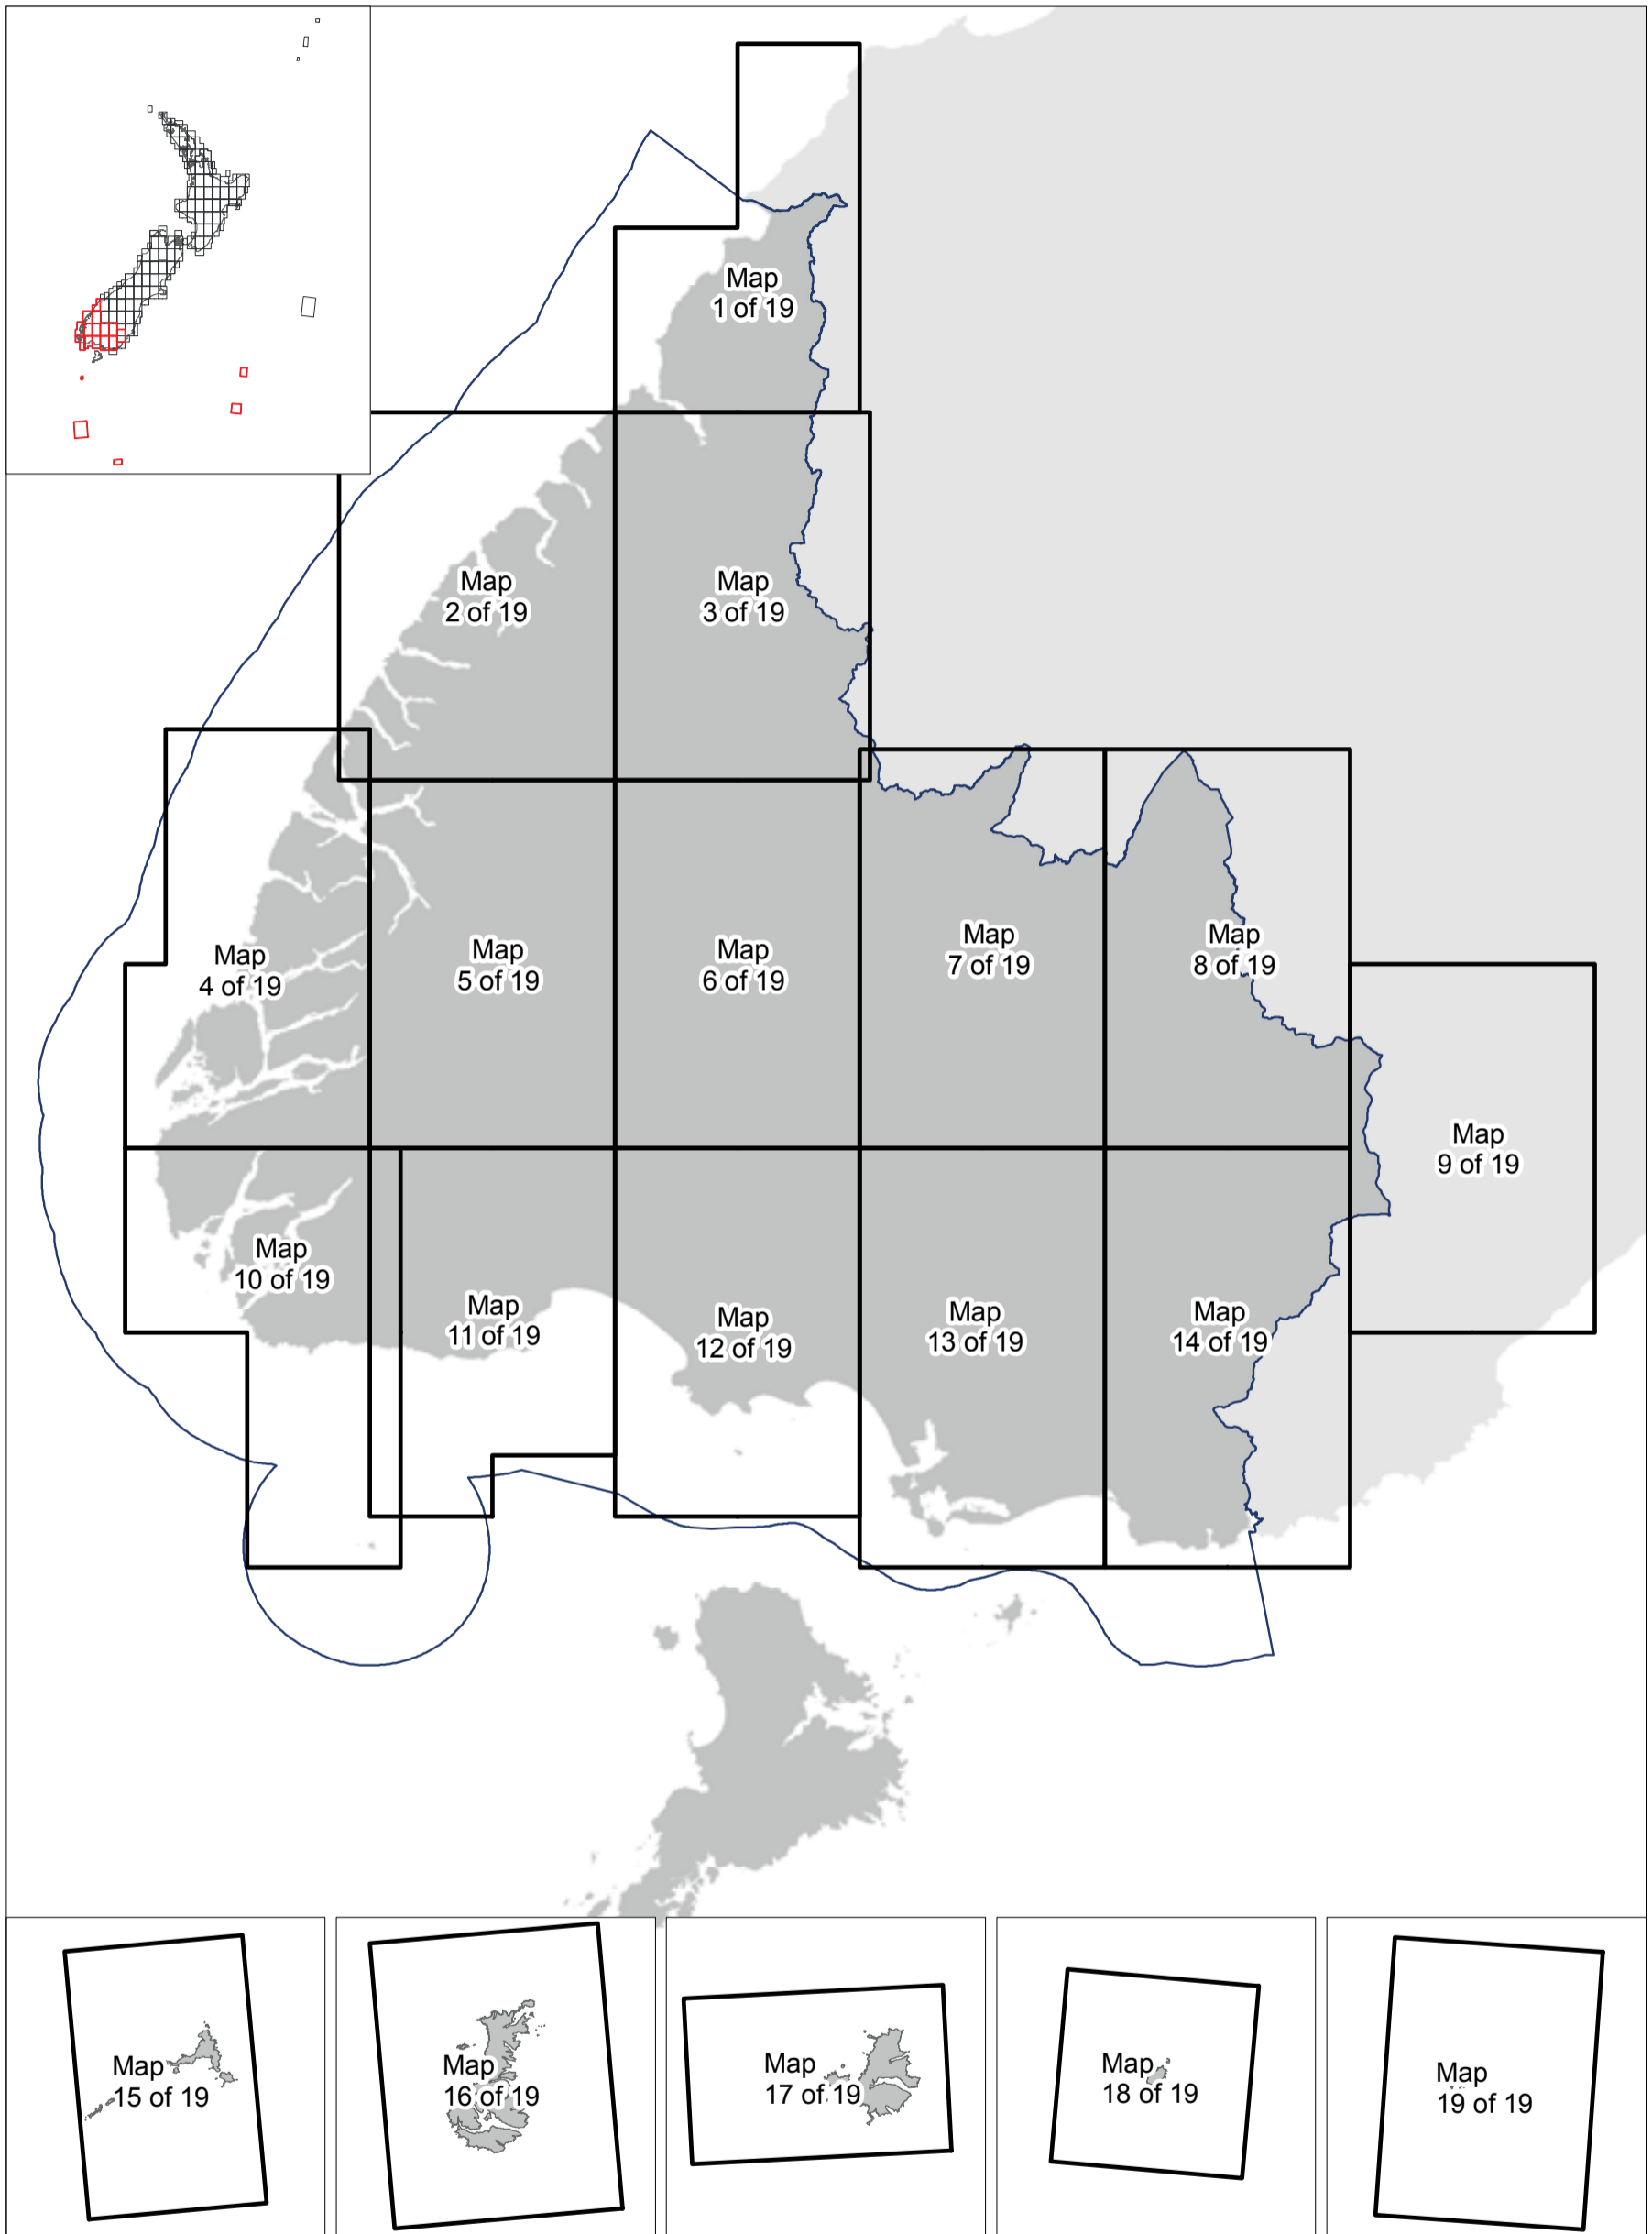 Map
1 of 19
Map
2 of 19
Map
3 of 19
Map
4 of 19
Map
5 of 19
Map
6 of 19
Map
7 of 19
Map
8 of 19
Map
9 of 19
Map
10 of 19
Map
11 of 19
Map
12 of 19
Map
13 of 19
Map
14 of 19
Map
15 of 19
Map
16 of 19
Map
17 of 19
Map
18 of 19
Map
19 of 19